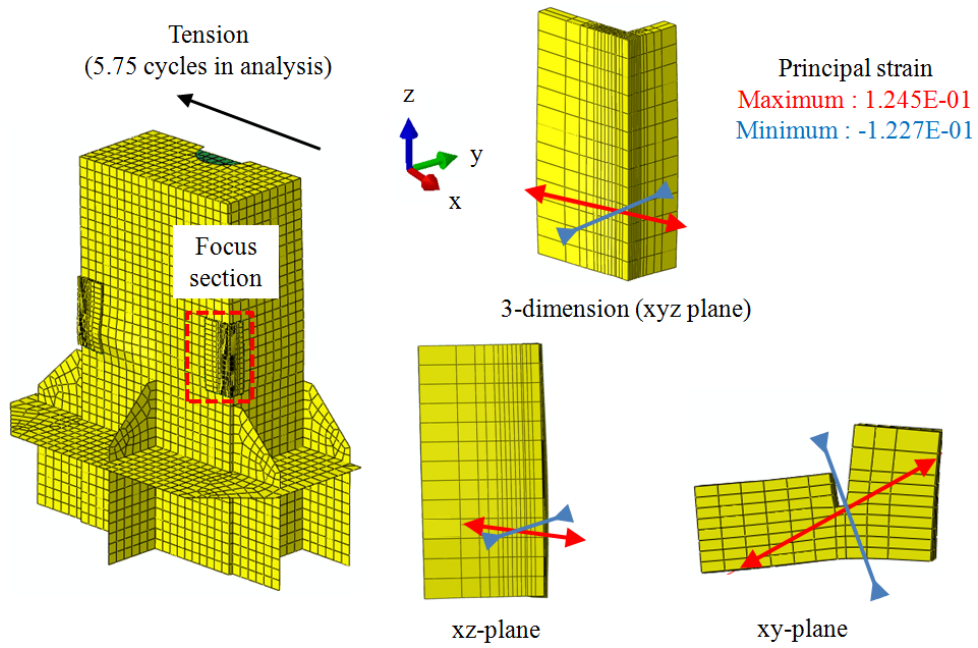 Tension
(5.75 cycles in analysis)
z
y
x
Principal strain
Maximum : 1.245E-01
Minimum : -1.227E-01
Focus
section
3-dimension (xyz plane)
xz-plane
xy-plane